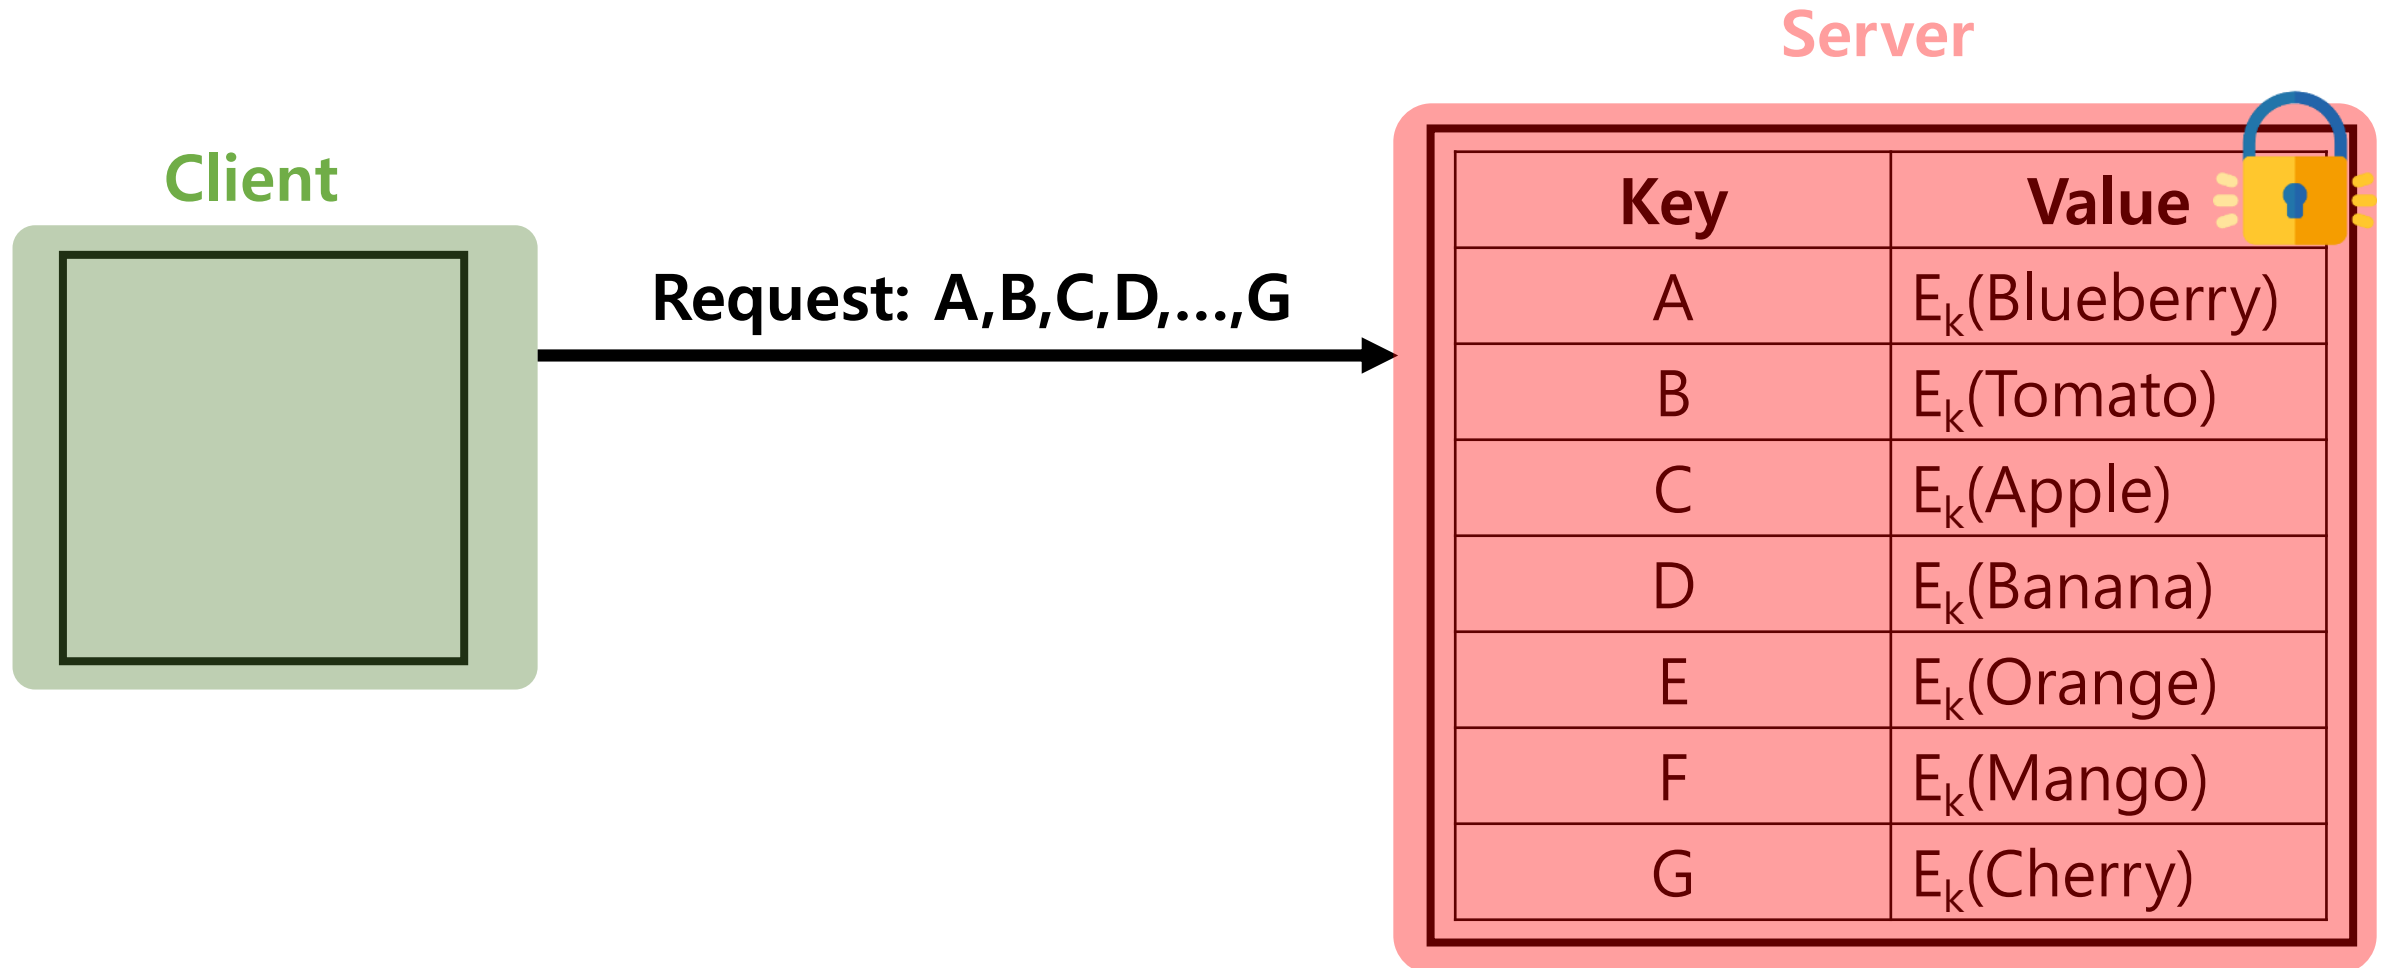 Server
Client
Request: A,B,C,D,...,G
Key Value
A Ek(Blueberry)
B Ek(Tomato)
C Ek(Apple)
D Ek(Banana)
E Ek(Orange)
F Ek(Mango)
G Ek(Cherry)